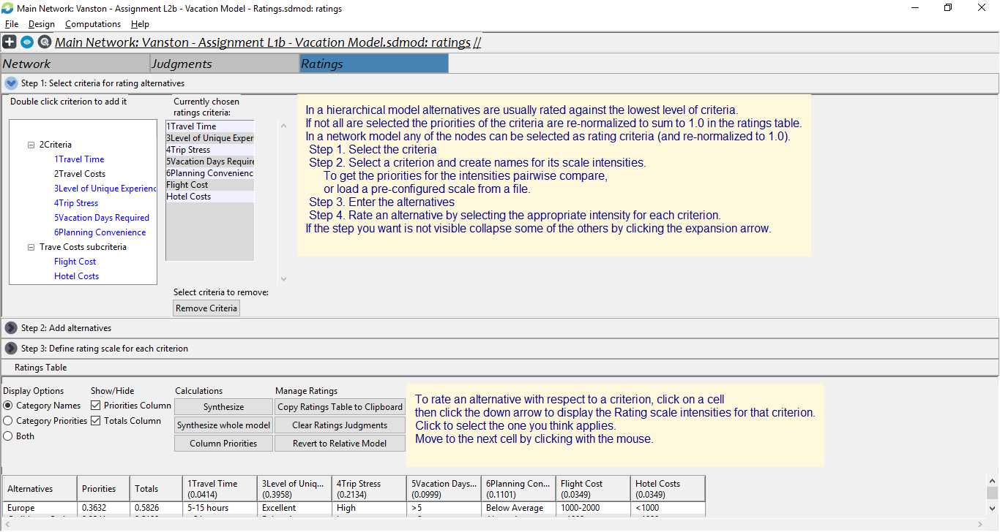 Main Network: Vanston - Assignment L2b - Vacation Model - Ratings.sdmod: ratings
File Design Computations Help
Main Network: Vanston - Assignment L1b - Vacation Model.sdmod: ratings //
Network Judgments Ratings
Step 1: Select criteria for rating alternatives
Double click criterion to add it
2Criteria
1Travel Time
2Travel Costs
3Level of Unique Experienc
4Trip Stress
5Vacation Days Required
6Planning Convenience
Trave Costs subcriteria
Flight Cost
Hotel Costs
Currently chosen
ratings criteria:
1Travel Time
3Level of Unique Exper
4Trip Stress
5Vacation Days Require
6Planning Convenienc
Flight Cost
Hotel Costs
Select criteria to remove:
Remove Criteria
In a hierarchical model alternatives are usually rated against the lowest level of criteria.
If not all are selected the priorities of the criteria are re-normalized to sum to 1.0 in the ratings table.
In a network model any of the nodes can be selected as rating criteria (and re-normalized to 1.0).
Step 1. Select the criteria
Step 2. Select a criterion and create names for its scale intensities.
To get the priorities for the intensities pairwise compare,
or load a pre-configured scale from a file.
Step 3. Enter the alternatives
Step 4. Rate an alternative by selecting the appropriate intensity for each criterion.
If the step you want is not visible collapse some of the others by clicking the expansion arrow.
Step 2: Add alternatives
Step 3: Define rating scale for each criterion
Ratings Table
Display Options Show/Hide Calculations Manage Ratings
Category Names Priorities Column Synthesize Copy Ratings Table to Clipboard
Category Priorities Totals Column Synthesize whole model Clear Ratings Judgments
Both Column Priorities Revert to Relative Model
To rate an alternative with respect to a criterion, click on a cell
then click the down arrow to display the Rating scale intensities for that criterion.
Click to select the one you think applies.
Move to the next cell by clicking with the mouse.
Alternatives Priorities Totals 1Travel Time (0.0414) 3Level of Uniq... (0.3958) 4Trip Stress (0.2134) 5Vacation Days... (0.0999) 6Planning Con... (0.1101) Flight Cost (0.0349) Hotel Costs (0.0349)
Europe 0.3632 0.5826 5-15 hours Excellent High >5 Below Average 1000-2000 <1000